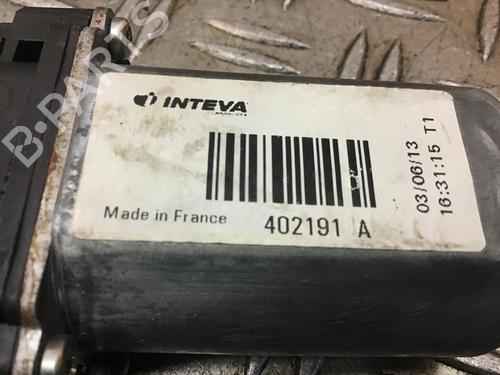 INTEVA
Made in France
402191 A
03/06/13
16:31:15 T1
B-PARTS